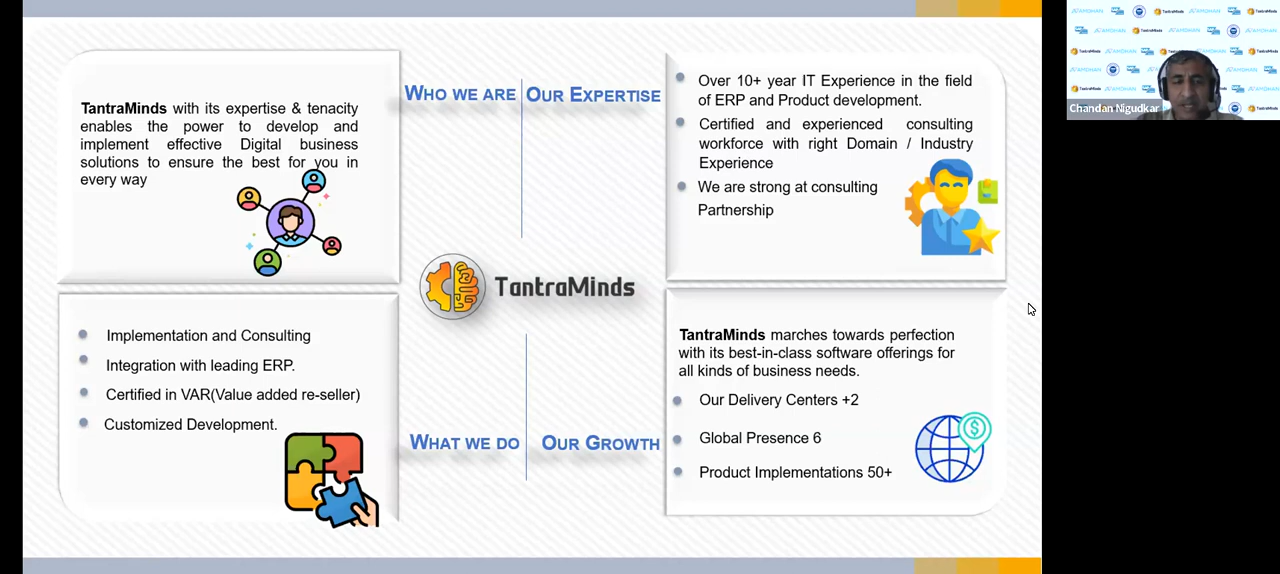 WHO WE ARE
TantraMinds with its expertise & tenacity
enables the power to develop and
implement effective Digital business
solutions to ensure the best for you in
every way
OUR EXPERTISE
Over 10+ year IT Experience in the field
of ERP and Product development.
Certified and experienced consulting
workforce with right Domain / Industry
Experience
We are strong at consulting
Partnership
TantraMinds
WHAT WE DO
Implementation and Consulting
Integration with leading ERP.
Certified in VAR(Value added re-seller)
Customized Development.
OUR GROWTH
TantraMinds marches towards perfection
with its best-in-class software offerings for
all kinds of business needs.
Our Delivery Centers +2
Global Presence 6
Product Implementations 50+
$
Chandan Nigudkar